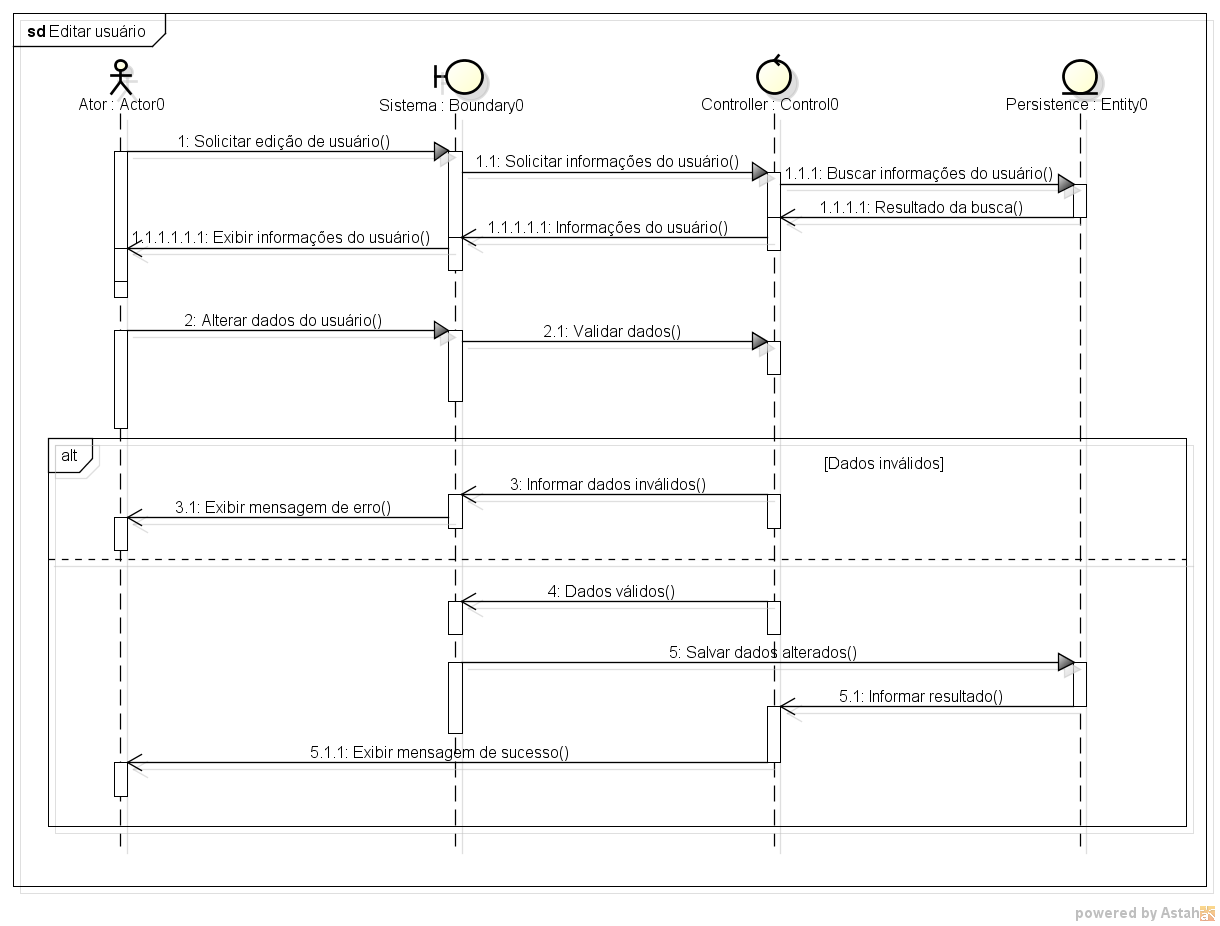 sd Editar usuário
Ator : Actor0
Sistema : Boundary0
Controller : Control0
Persistence : Entity0
1: Solicitar edição de usuário()
1.1: Solicitar informações do usuário()
1.1.1: Buscar informações do usuário()
1.1.1.1: Resultado da busca()
1.1.1.1.1: Informações do usuário()
1.1.1.1.1.1: Exibir informações do usuário()
2: Alterar dados do usuário()
2.1: Validar dados()
alt
[Dados inválidos]
3: Informar dados inválidos()
3.1: Exibir mensagem de erro()
4: Dados válidos()
5: Salvar dados alterados()
5.1: Informar resultado()
5.1.1: Exibir mensagem de sucesso()
powered by Astah